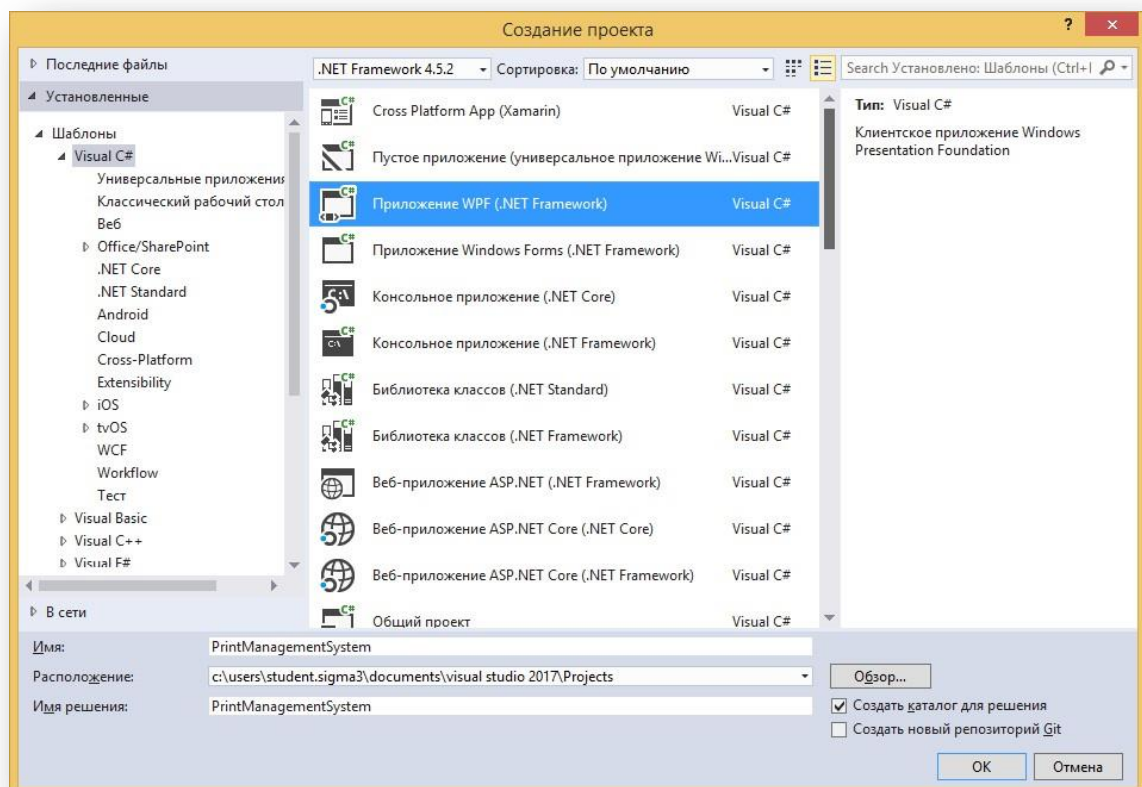 Создание проекта
?
Последние файлы
Установленные
Шаблоны
Visual C#
Универсальные приложения
Классический рабочий стол
Веб
Office/SharePoint
.NET Core
.NET Standard
Android
Cloud
Cross-Platform
Extensibility
iOS
tvOS
WCF
Workflow
Тест
Visual Basic
Visual C++
Visual F#
В сети
.NET Framework 4.5.2
Сортировка: По умолчанию
Search Установлено: Шаблоны (Ctrl+I
C# Cross Platform App (Xamarin) Visual C#
C# Пустое приложение (универсальное приложение Wi...Visual C#
C# Приложение WPF (.NET Framework) Visual C#
C# Приложение Windows Forms (.NET Framework) Visual C#
C:\ Консольное приложение (.NET Core) Visual C#
C# C:\ Консольное приложение (.NET Framework) Visual C#
C# Библиотека классов (.NET Standard) Visual C#
C# Библиотека классов (.NET Framework) Visual C#
Веб-приложение ASP.NET (.NET Framework) Visual C#
C# Веб-приложение ASP.NET Core (.NET Core) Visual C#
C# Веб-приложение ASP.NET Core (.NET Framework) Visual C#
C# Общий проект Visual C#
Тип: Visual C#
Клиентское приложение Windows
Presentation Foundation
Имя: PrintManagementSystem
Расположение: c:\users\student.sigma3\documents\visual studio 2017\Projects
Обзор...
Имя решения: PrintManagementSystem
Создать каталог для решения
Создать новый репозиторий Git
ОК
Отмена